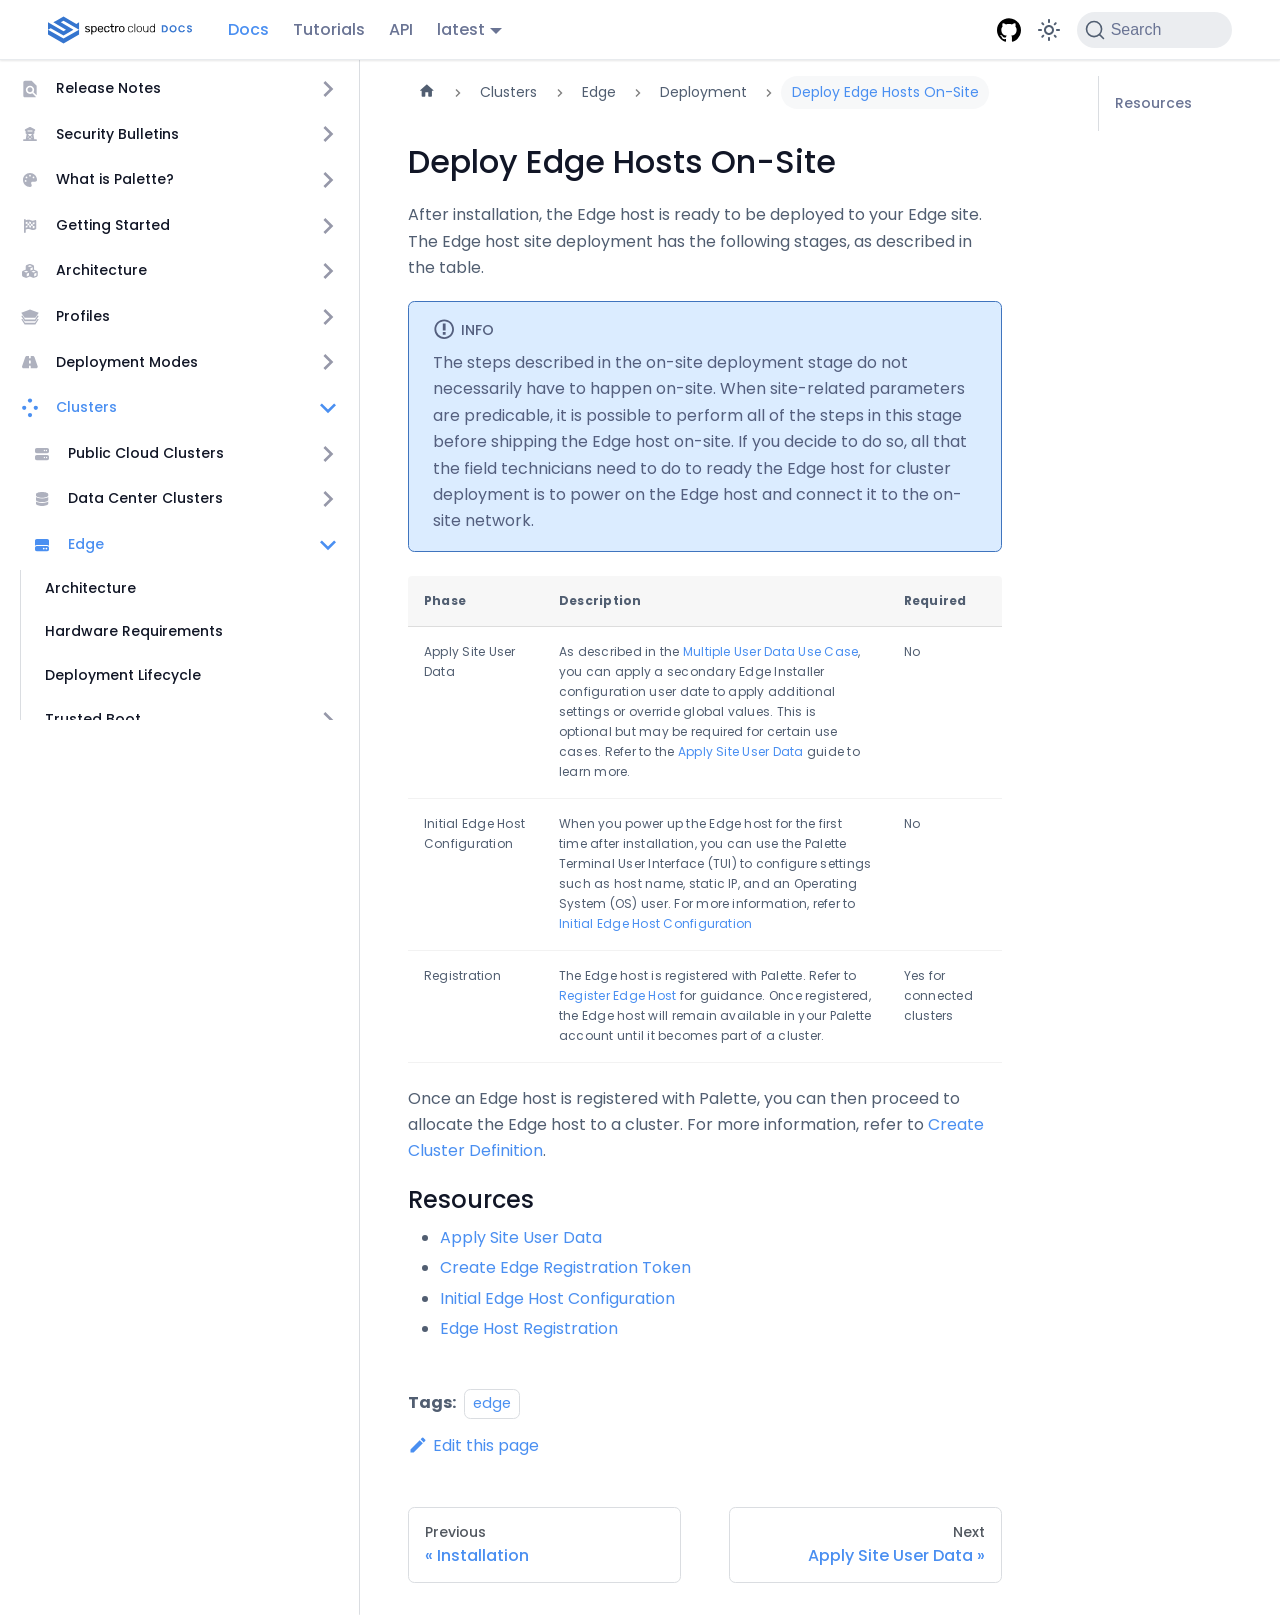 spectro cloud DOCS
Docs
Tutorials
API
latest
Search
Release Notes
Security Bulletins
What is Palette?
Getting Started
Architecture
Profiles
Deployment Modes
Clusters
Public Cloud Clusters
Data Center Clusters
Edge
Architecture
Hardware Requirements
Deployment Lifecycle
Trusted Boot
Clusters
Edge
Deployment
Deploy Edge Hosts On-Site
Resources
Deploy Edge Hosts On-Site
After installation, the Edge host is ready to be deployed to your Edge site.
The Edge host site deployment has the following stages, as described in
the table.
INFO
The steps described in the on-site deployment stage do not
necessarily have to happen on-site. When site-related parameters
are predicable, it is possible to perform all of the steps in this stage
before shipping the Edge host on-site. If you decide to do so, all that
the field technicians need to do to ready the Edge host for cluster
deployment is to power on the Edge host and connect it to the on-
site network.
Phase Description Required
Apply Site User
Data
As described in the Multiple User Data Use Case,
you can apply a secondary Edge Installer
configuration user date to apply additional
settings or override global values. This is
optional but may be required for certain use
cases. Refer to the Apply Site User Data guide to
learn more.
No
Initial Edge Host
Configuration
When you power up the Edge host for the first
time after installation, you can use the Palette
Terminal User Interface (TUI) to configure settings
such as host name, static IP, and an Operating
System (OS) user. For more information, refer to
Initial Edge Host Configuration
No
Registration
The Edge host is registered with Palette. Refer to
Register Edge Host for guidance. Once registered,
the Edge host will remain available in your Palette
account until it becomes part of a cluster.
Yes for
connected
clusters
Once an Edge host is registered with Palette, you can then proceed to
allocate the Edge host to a cluster. For more information, refer to Create
Cluster Definition.
Resources
Apply Site User Data
Create Edge Registration Token
Initial Edge Host Configuration
Edge Host Registration
Tags: edge
Edit this page
Previous
« Installation
Next
Apply Site User Data »